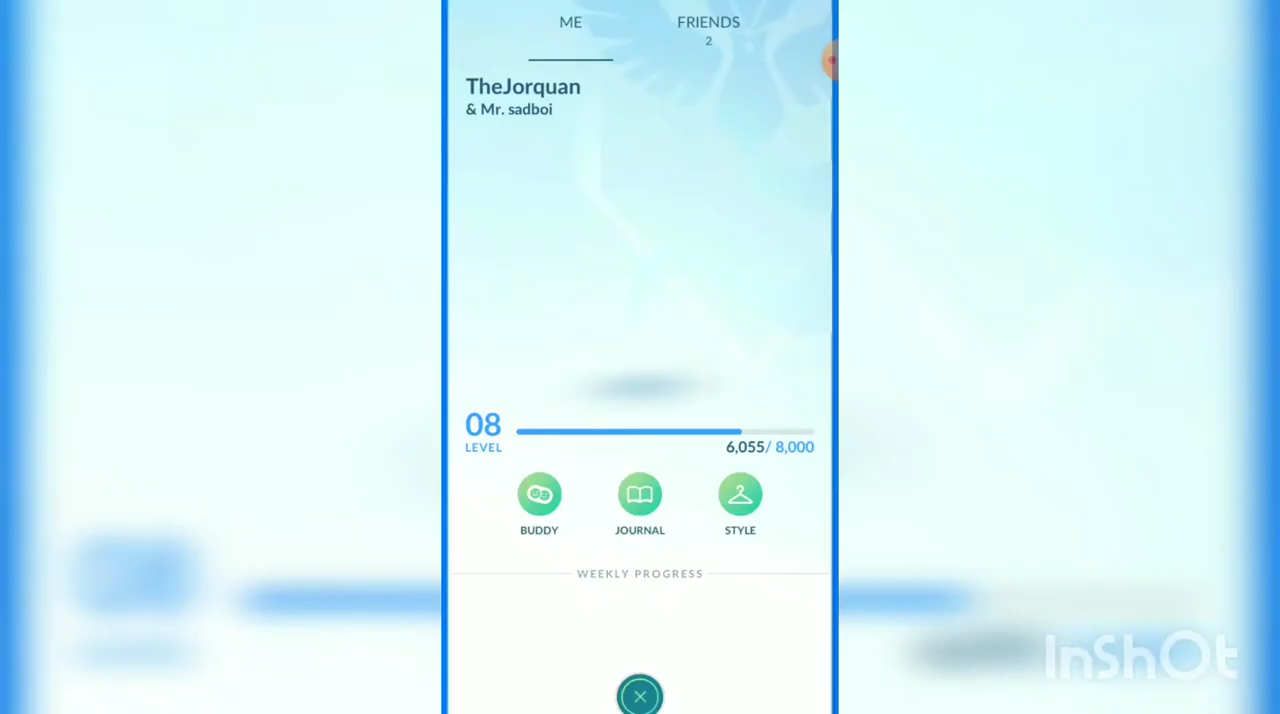 ME
FRIENDS
2
TheJorquan
& Mr. sadboi
08
LEVEL
6,055/ 8,000
BUDDY
JOURNAL
STYLE
WEEKLY PROGRESS
InShOt